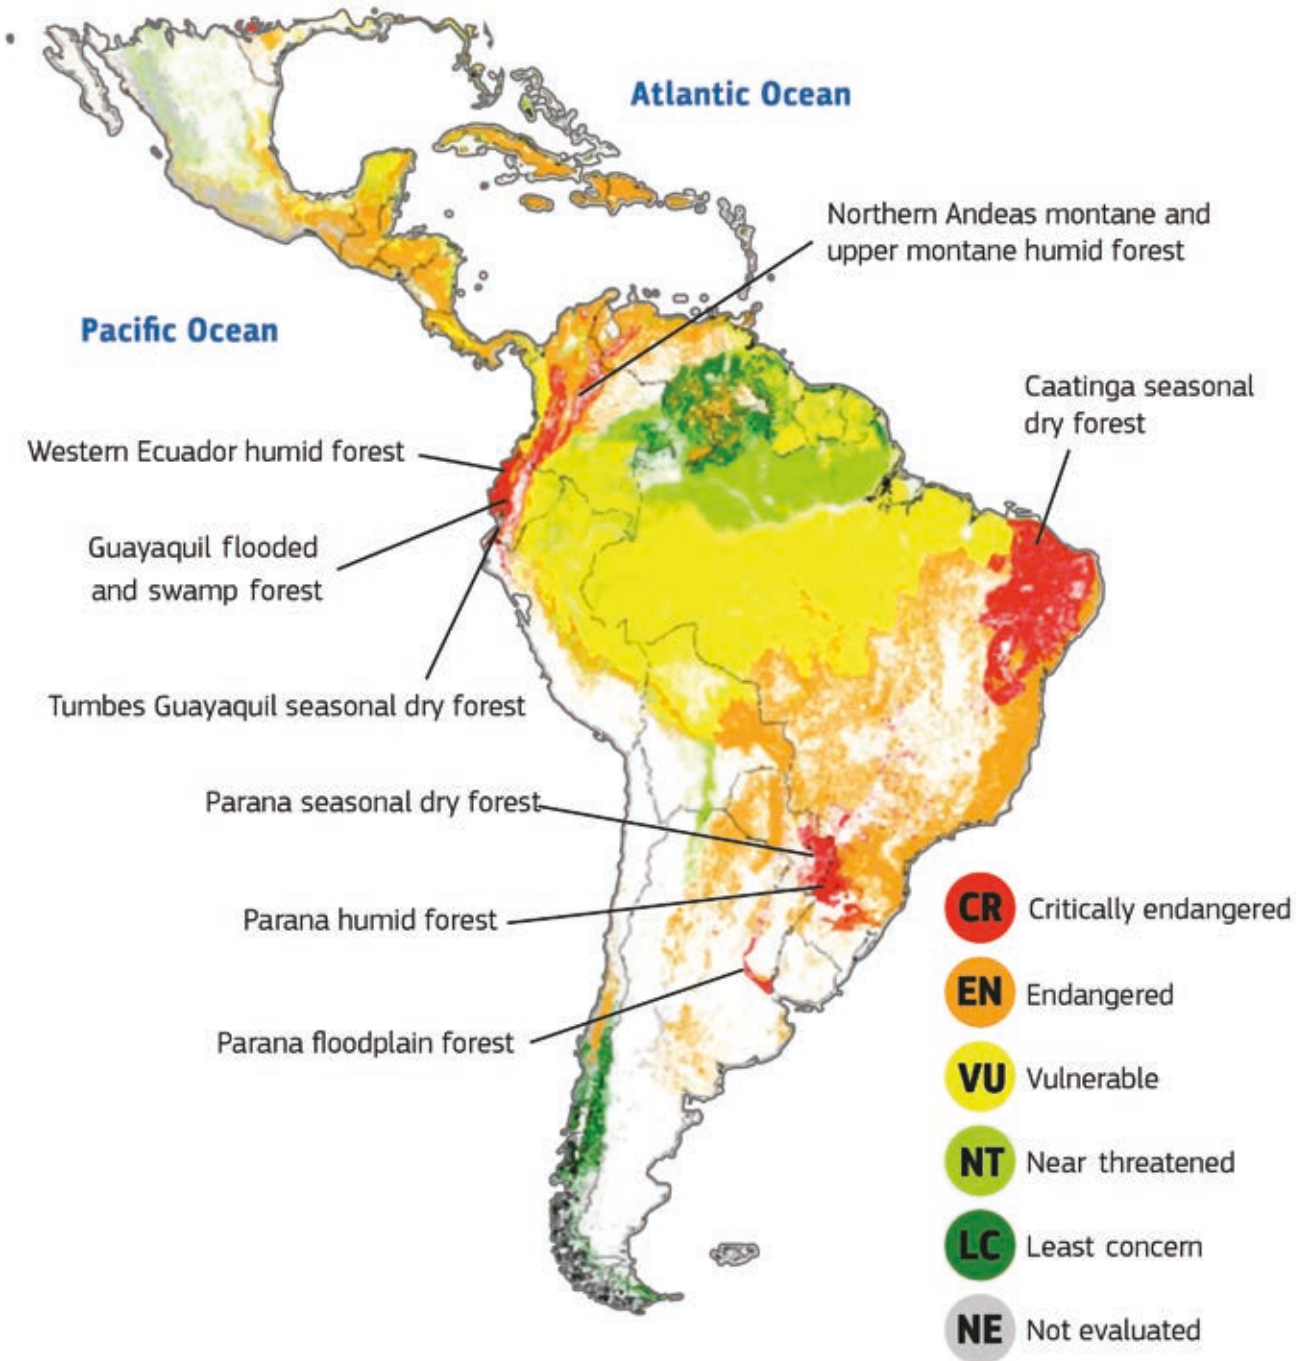 Atlantic Ocean
Northern Andeas montane and
upper montane humid forest
Pacific Ocean
Caatinga seasonal
dry forest
Western Ecuador humid forest
Guayaquil flooded
and swamp forest
Tumbes Guayaquil seasonal dry forest
Parana seasonal dry forest
Parana humid forest
Parana floodplain forest
CR Critically endangered
EN Endangered
VU Vulnerable
NT Near threatened
LC Least concern
NE Not evaluated